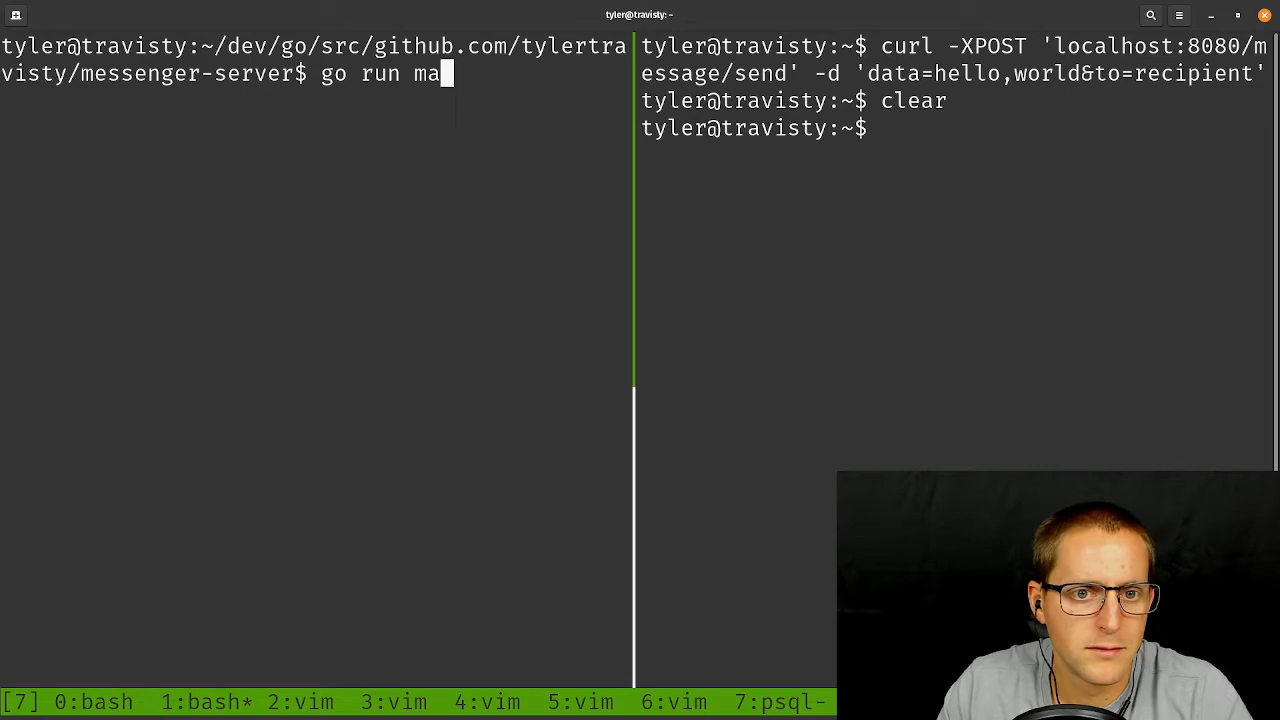 tyler@travisty: ~
tyler@travisty:~/dev/go/src/github.com/tylertra
visty/messenger-server$ go run ma
tyler@travisty:~$ curl -XPOST 'localhost:8080/m
essage/send' -d 'data=hello,world&to=recipient'
tyler@travisty:~$ clear
tyler@travisty:~$
[7] 0:bash  1:bash* 2:vim  3:vim  4:vim  5:vim  6:vim  7:psql-